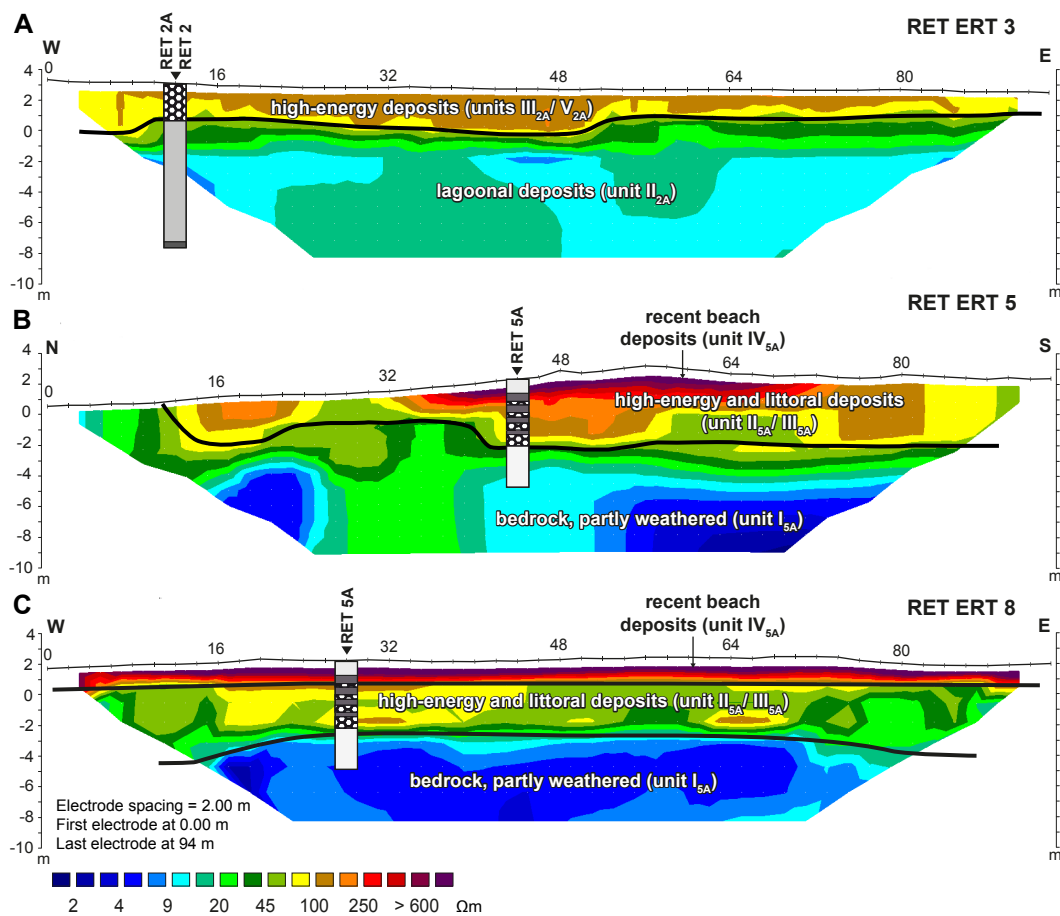 A
RET 2A
RET 2
RET ERT 3
W
E
0 16 32 48 64 80
4
2
0
-2
-4
-6
-8
-10
m
high-energy deposits (units III2A/ V2A)
lagoonal deposits (unit II2A)
m
B
RET 5A
recent beach
deposits (unit IV5A)
RET ERT 5
N
S
0 16 32 48 64 80
4
2
0
-2
-4
-6
-8
-10
m
high-energy and littoral deposits
(unit II5A/ III5A)
bedrock, partly weathered (unit I5A)
m
C
RET 5A
recent beach
deposits (unit IV5A)
RET ERT 8
W
E
0 16 32 48 64 80
4
2
0
-2
-4
-6
-8
-10
m
high-energy and littoral deposits (unit II5A/ III5A)
bedrock, partly weathered (unit I5A)
m
Electrode spacing = 2.00 m
First electrode at 0.00 m
Last electrode at 94 m
2 4 9 20 45 100 250 > 600 Ωm